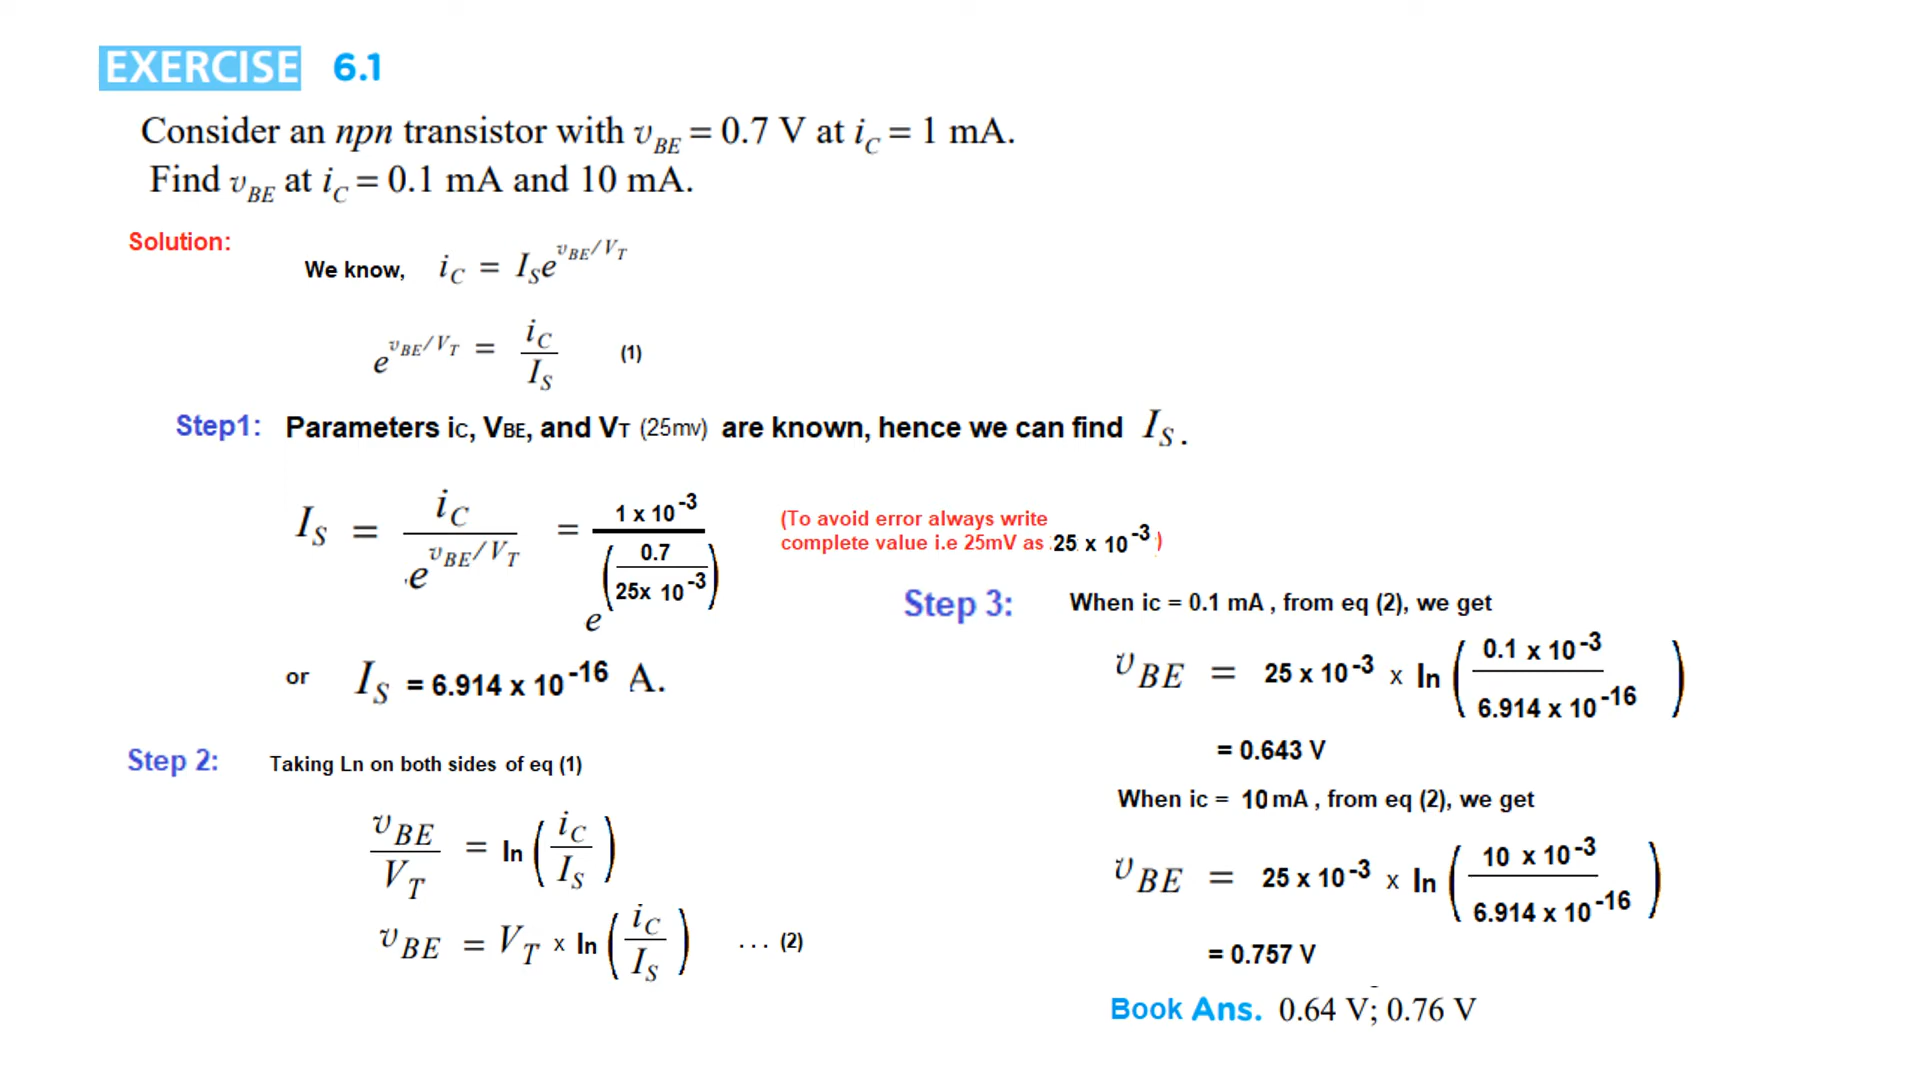 EXERCISE 6.1
Consider an npn transistor with v_BE = 0.7 V at i_C = 1 mA.
Find v_BE at i_C = 0.1 mA and 10 mA.
Solution:
We know, i_C = I_S e^(v_BE/V_T)
e^(v_BE/V_T) = i_C / I_S (1)
Step1: Parameters ic, VBE, and VT (25mv) are known, hence we can find I_S.
I_S = i_C / e^(v_BE/V_T) = 1 x 10^-3 / e^(0.7 / 25x 10^-3)
(To avoid error always write
complete value i.e 25mV as 25 x 10^-3)
or I_S = 6.914 x 10^-16 A.
Step 2: Taking Ln on both sides of eq (1)
v_BE / V_T = ln (i_C / I_S)
v_BE = V_T x ln (i_C / I_S) ... (2)
Step 3: When ic = 0.1 mA , from eq (2), we get
v_BE = 25 x 10^-3 x ln (0.1 x 10^-3 / 6.914 x 10^-16)
= 0.643 V
When ic = 10 mA , from eq (2), we get
v_BE = 25 x 10^-3 x ln (10 x 10^-3 / 6.914 x 10^-16)
= 0.757 V
Book Ans. 0.64 V; 0.76 V